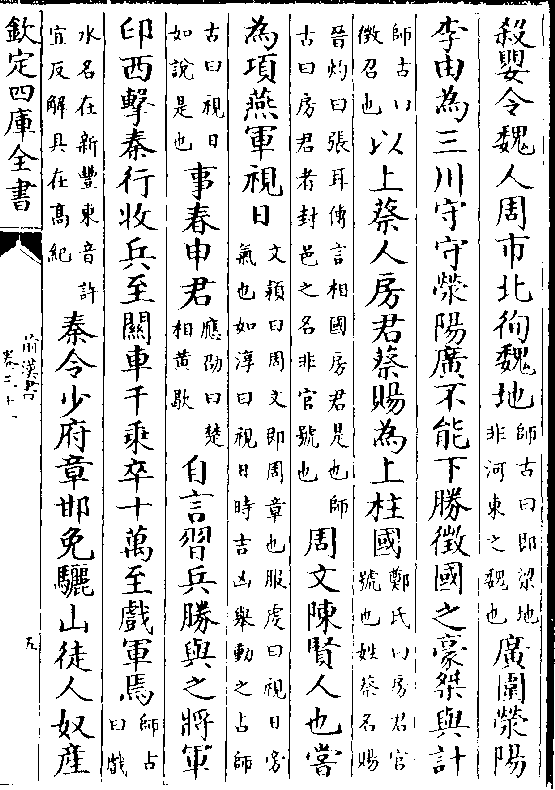 殺嬰令魏人周市北徇魏地師古曰即梁地非河東之魏也廣圍滎陽
李由為三川守守滎陽廣不能下勝徵國之豪桀與計
師古曰徵召也以上蔡人房君蔡賜為上柱國鄭氏曰房君官號也姓蔡名賜
晉灼曰張耳傳言相國房君是也師古曰房君者封邑之名非官號也周文陳賢人也嘗
為項燕軍視日文頴曰周文即周章也服䖍曰視日旁氣也如淳曰視日時吉凶舉動之占師
古曰視日如說是也事春申君應劭曰楚相黄歇自言習兵勝與之將軍
印西擊秦行收兵至關車千乗卒十萬至戲軍焉師古曰戲
水名在新豐東音許宜反解具在髙紀秦令少府章邯免驪山徒人奴産
欽定四庫全書
前漢書
卷三十一
五